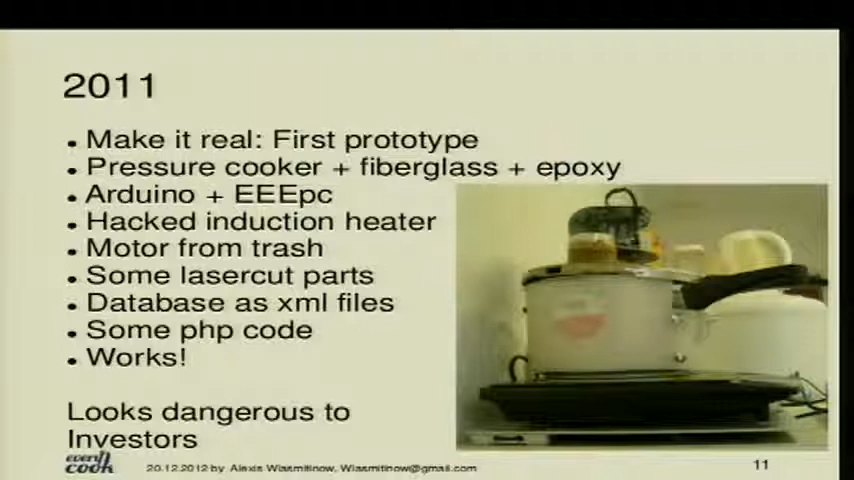 2011
• Make it real: First prototype
• Pressure cooker + fiberglass + epoxy
• Arduino + EEEpc
• Hacked induction heater
• Motor from trash
• Some lasercut parts
• Database as xml files
• Some php code
• Works!
Looks dangerous to
Investors
every
cook
20.12.2012 by Alexis Wiasmitinow, Wiasmitinow@gmail.com
11